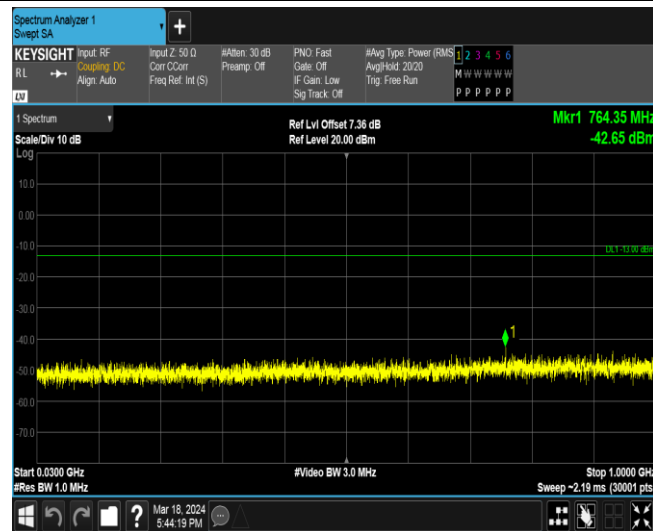 Spectrum Analyzer 1
Swept SA
+
KEYSIGHT
RL
LXI
Input: RF
Coupling: DC
Align: Auto
Input Z: 50 Ω
Corr CCorr
Freq Ref: Int (S)
#Atten: 30 dB
Preamp: Off
PNO: Fast
Gate: Off
IF Gain: Low
Sig Track: Off
#Avg Type: Power (RMS
Avg|Hold: 20/20
Trig: Free Run
1 2 3 4 5 6
M W W W W W
P P P P P P
1 Spectrum
Scale/Div 10 dB
Log
Ref Lvl Offset 7.36 dB
Ref Level 20.00 dBm
Mkr1 764.35 MHz
-42.65 dBm
10.0
0.00
-10.0
DL1 -13.00 dBm
-20.0
-30.0
-40.0
1
-50.0
-60.0
-70.0
Start 0.0300 GHz
#Video BW 3.0 MHz
Stop 1.0000 GHz
#Res BW 1.0 MHz
Sweep ~2.19 ms (30001 pts
?
Mar 18, 2024
5:44:19 PM